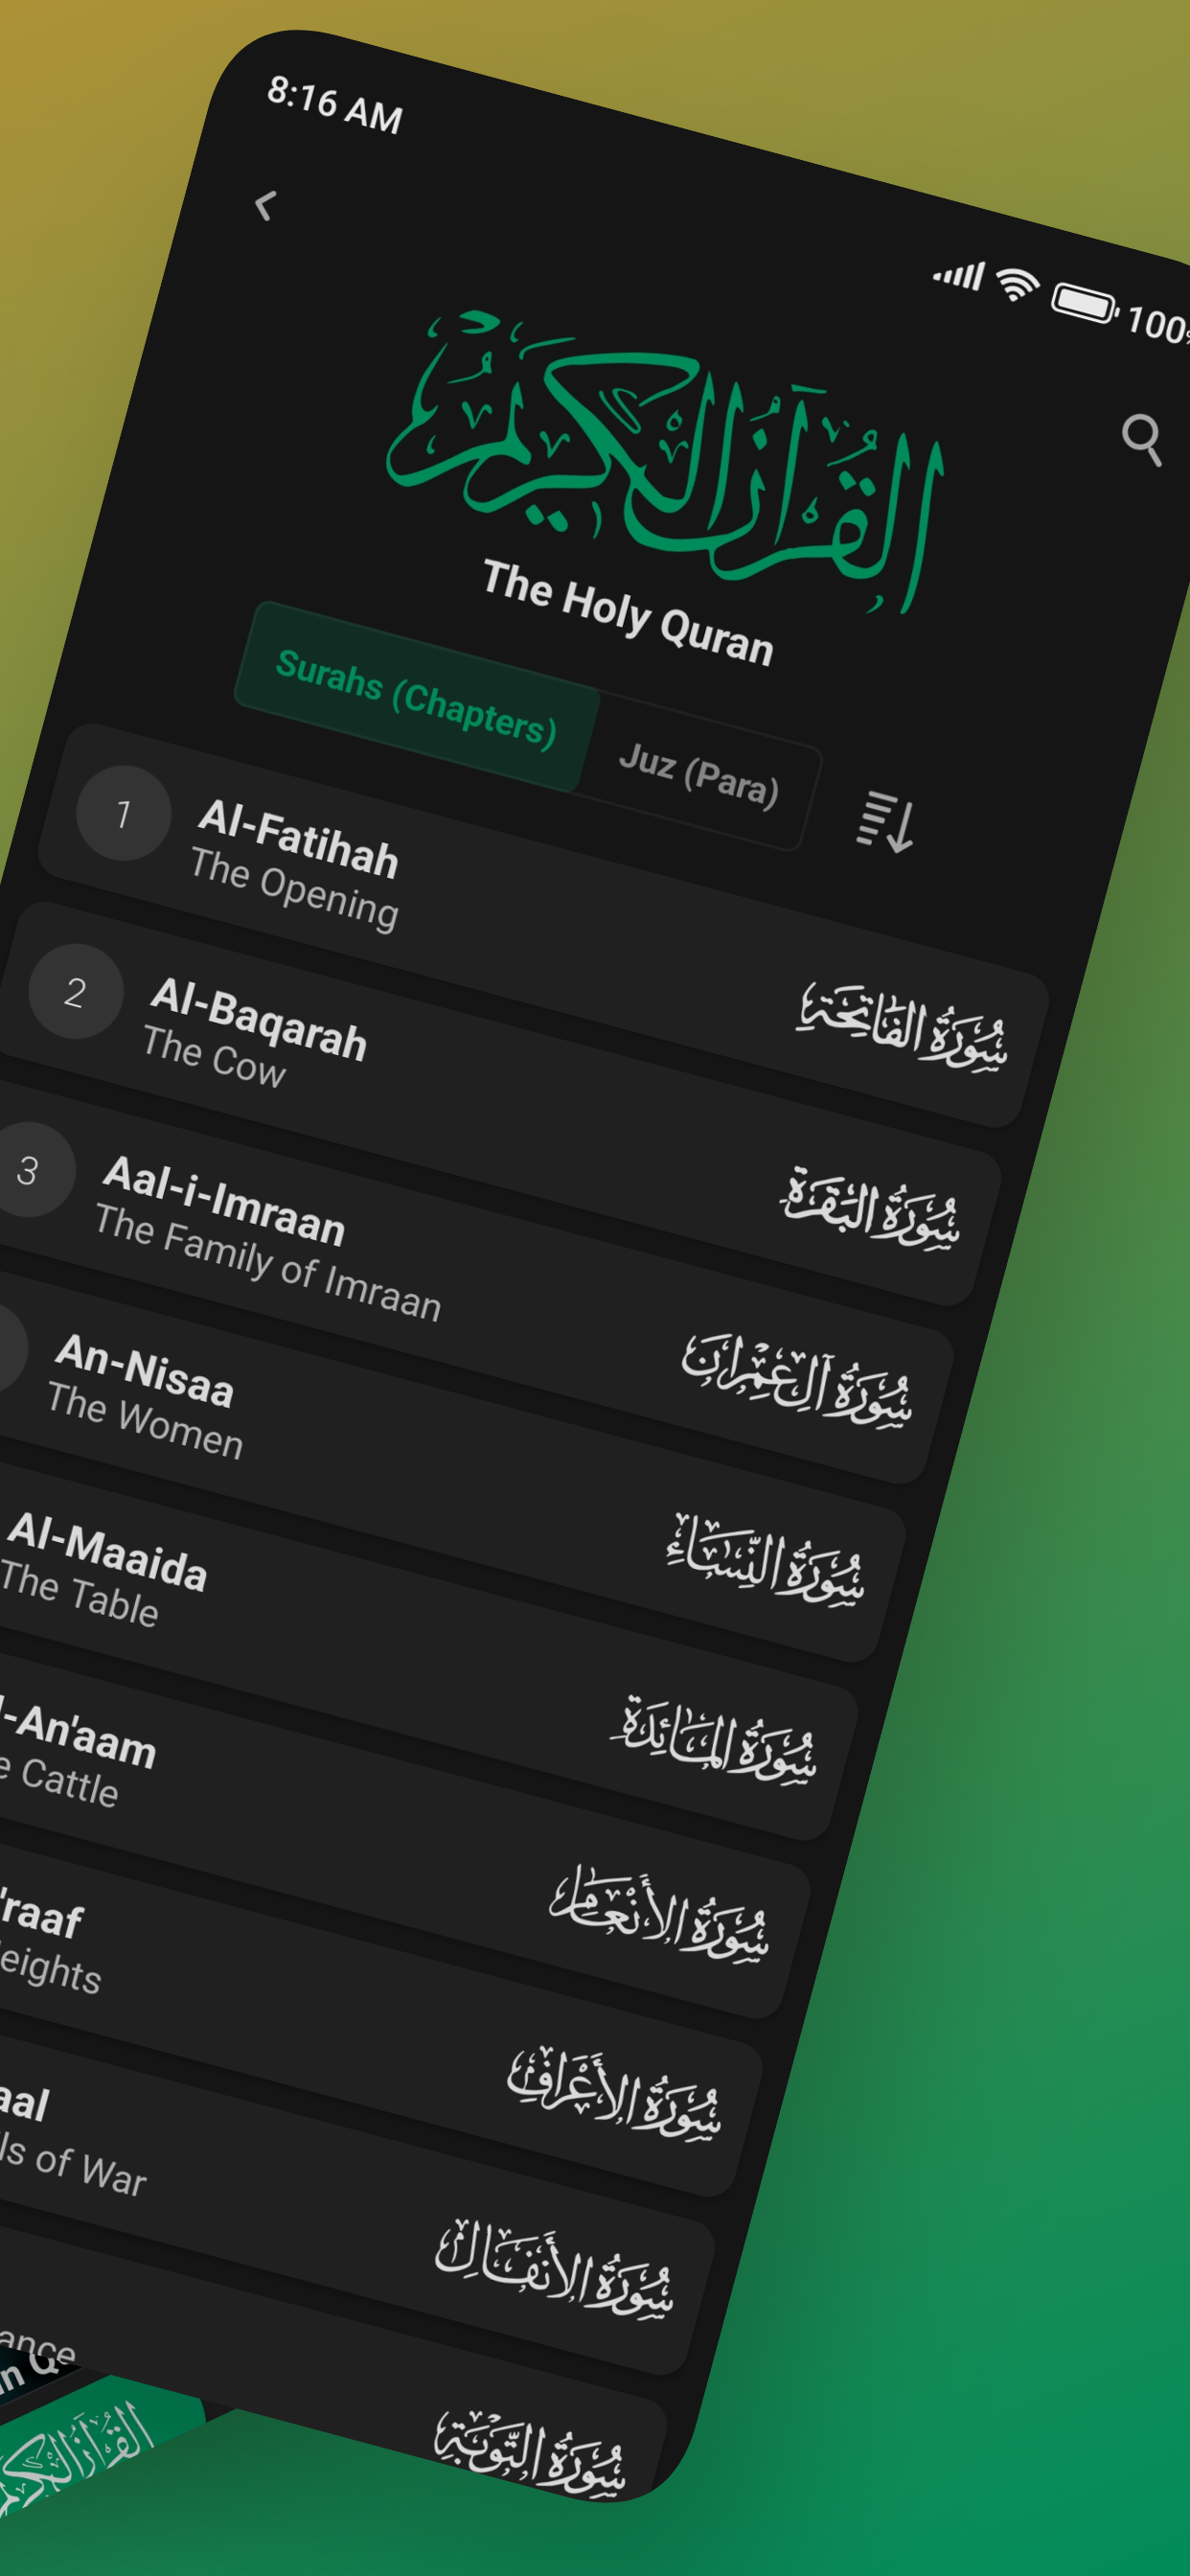 8:16 AM
100%
القرآن الكريم
The Holy Quran
Surahs (Chapters)
Juz (Para)
1
Al-Fatihah
The Opening
سُورَةُ الفَاتِحَةِ
2
Al-Baqarah
The Cow
سُورَةُ البَقَرَةِ
3
Aal-i-Imraan
The Family of Imraan
سُورَةُ آلِ عِمْرَان
An-Nisaa
The Women
سُورَةُ النِّسَاءِ
Al-Maaida
The Table
سُورَةُ المَائِدَةِ
l-An'aam
e Cattle
سُورَةُ الأَنْعَامِ
'raaf
eights
سُورَةُ الأَعْرَافِ
aal
ls of War
سُورَةُ الأَنفَالِ
ance
سُورَةُ التَّوبَةِ
in Q
القرآن الكريم